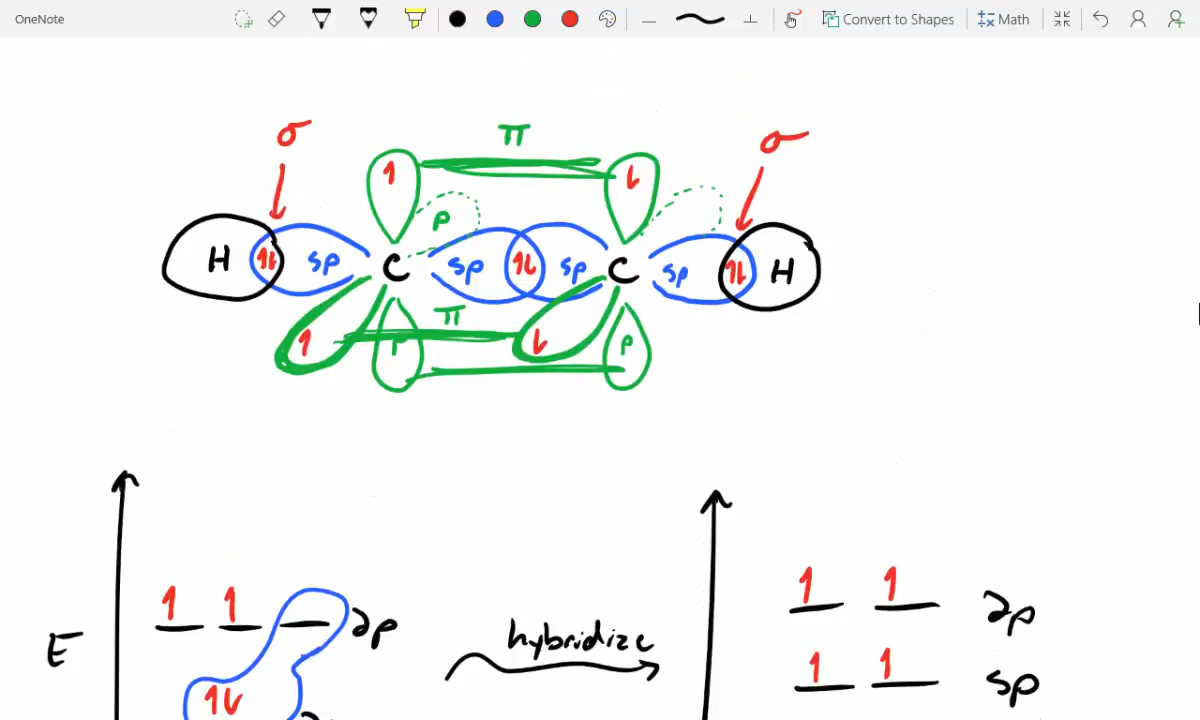 OneNote
Convert to Shapes
Math
σ π σ
1 1
p
H 1l sp C sp 1l sp C sp 1l H
π
1 p l p
1 1 2p
E
hybridize
1l
1 1 2p
1 1 sp